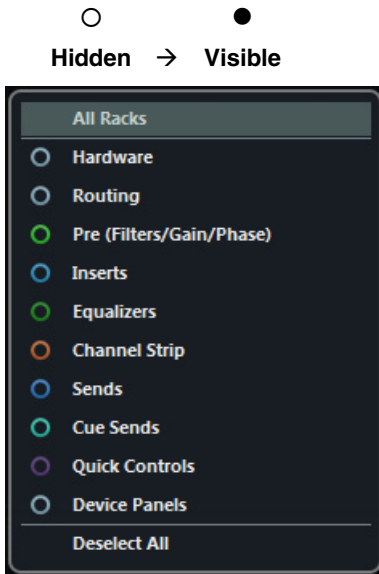 Hidden → Visible
All Racks
Hardware
Routing
Pre (Filters/Gain/Phase)
Inserts
Equalizers
Channel Strip
Sends
Cue Sends
Quick Controls
Device Panels
Deselect All